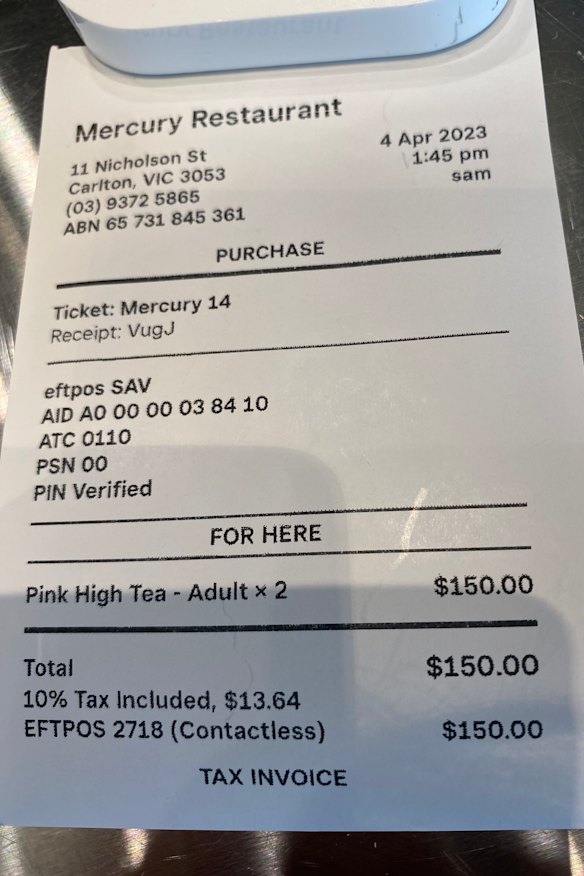 Mercury Restaurant
11 Nicholson St
Carlton, VIC 3053
(03) 9372 5865
ABN 65 731 845 361
4 Apr 2023
1:45 pm
sam
PURCHASE
Ticket: Mercury 14
Receipt: VugJ
eftpos SAV
AID A0 00 00 03 84 10
ATC 0110
PSN 00
PIN Verified
FOR HERE
Pink High Tea - Adult × 2 $150.00
Total $150.00
10% Tax Included, $13.64
EFTPOS 2718 (Contactless) $150.00
TAX INVOICE